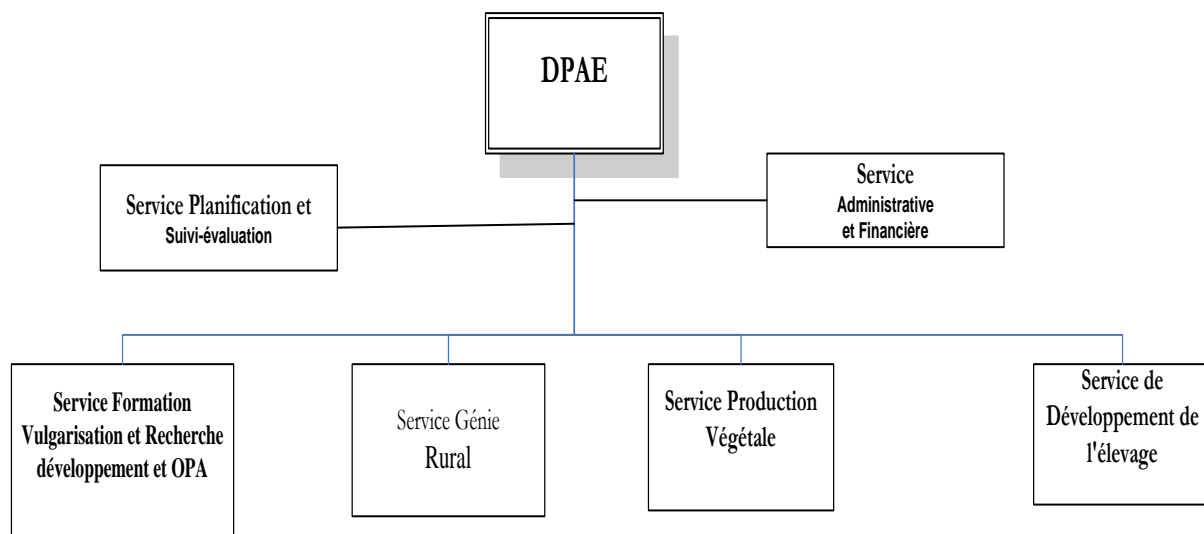 DPAE
Service Planification et
Suivi-évaluation
Service
Administrative
et Financière
Service Formation
Vulgarisation et Recherche
développement et OPA
Service Génie
Rural
Service Production
Végétale
Service de
Développement de
l'élevage